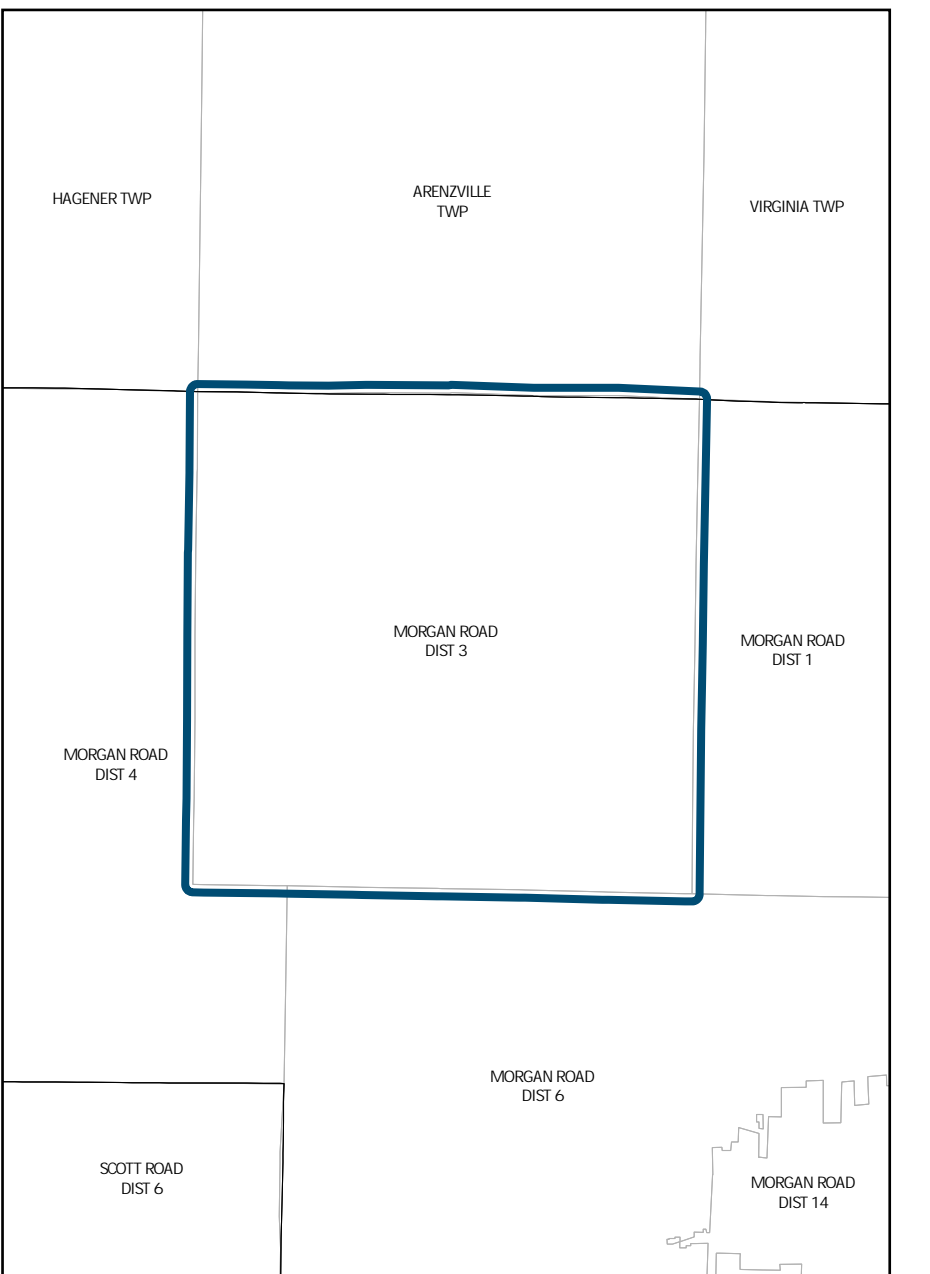 HAGENER TWP
ARENZVILLE
TWP
VIRGINIA TWP
MORGAN ROAD
DIST 3
MORGAN ROAD
DIST 1
MORGAN ROAD
DIST 4
MORGAN ROAD
DIST 6
SCOTT ROAD
DIST 6
MORGAN ROAD
DIST 14